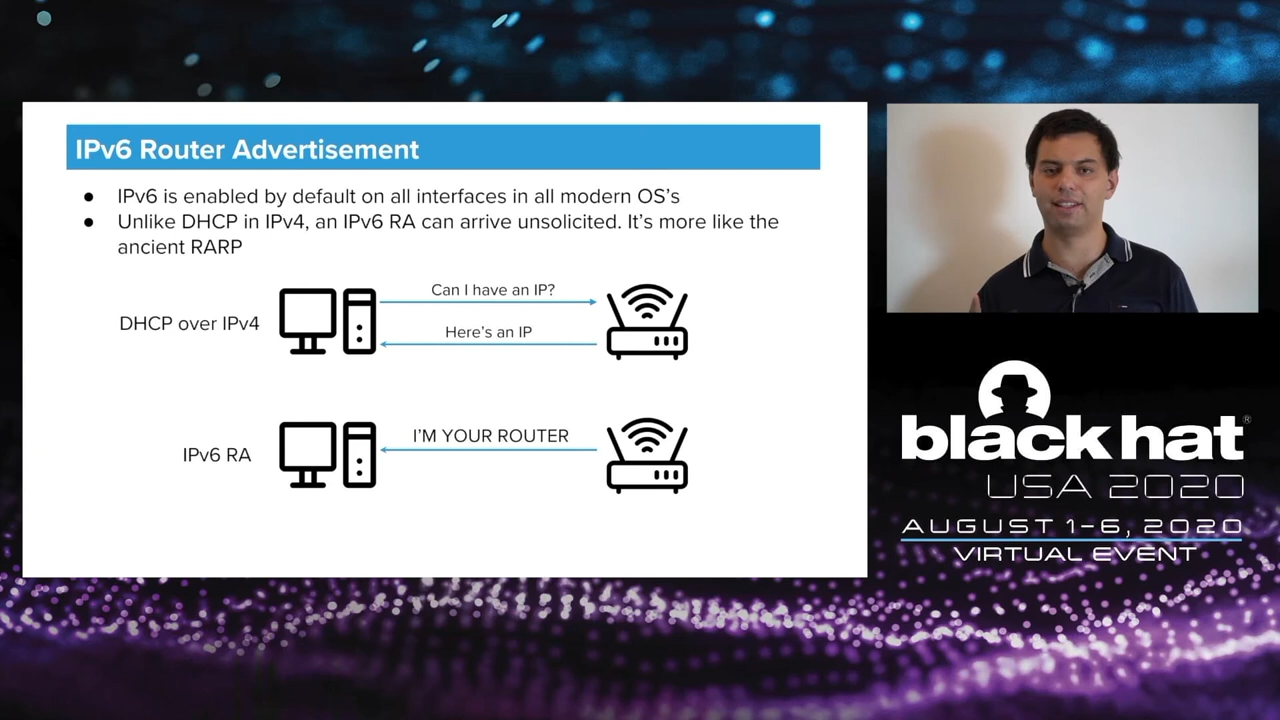 IPv6 Router Advertisement
● IPv6 is enabled by default on all interfaces in all modern OS's
● Unlike DHCP in IPv4, an IPv6 RA can arrive unsolicited. It's more like the
ancient RARP
Can I have an IP?
DHCP over IPv4
Here's an IP
I'M YOUR ROUTER
IPv6 RA
black hat®
USA 2020
AUGUST 1-6, 2020
VIRTUAL EVENT